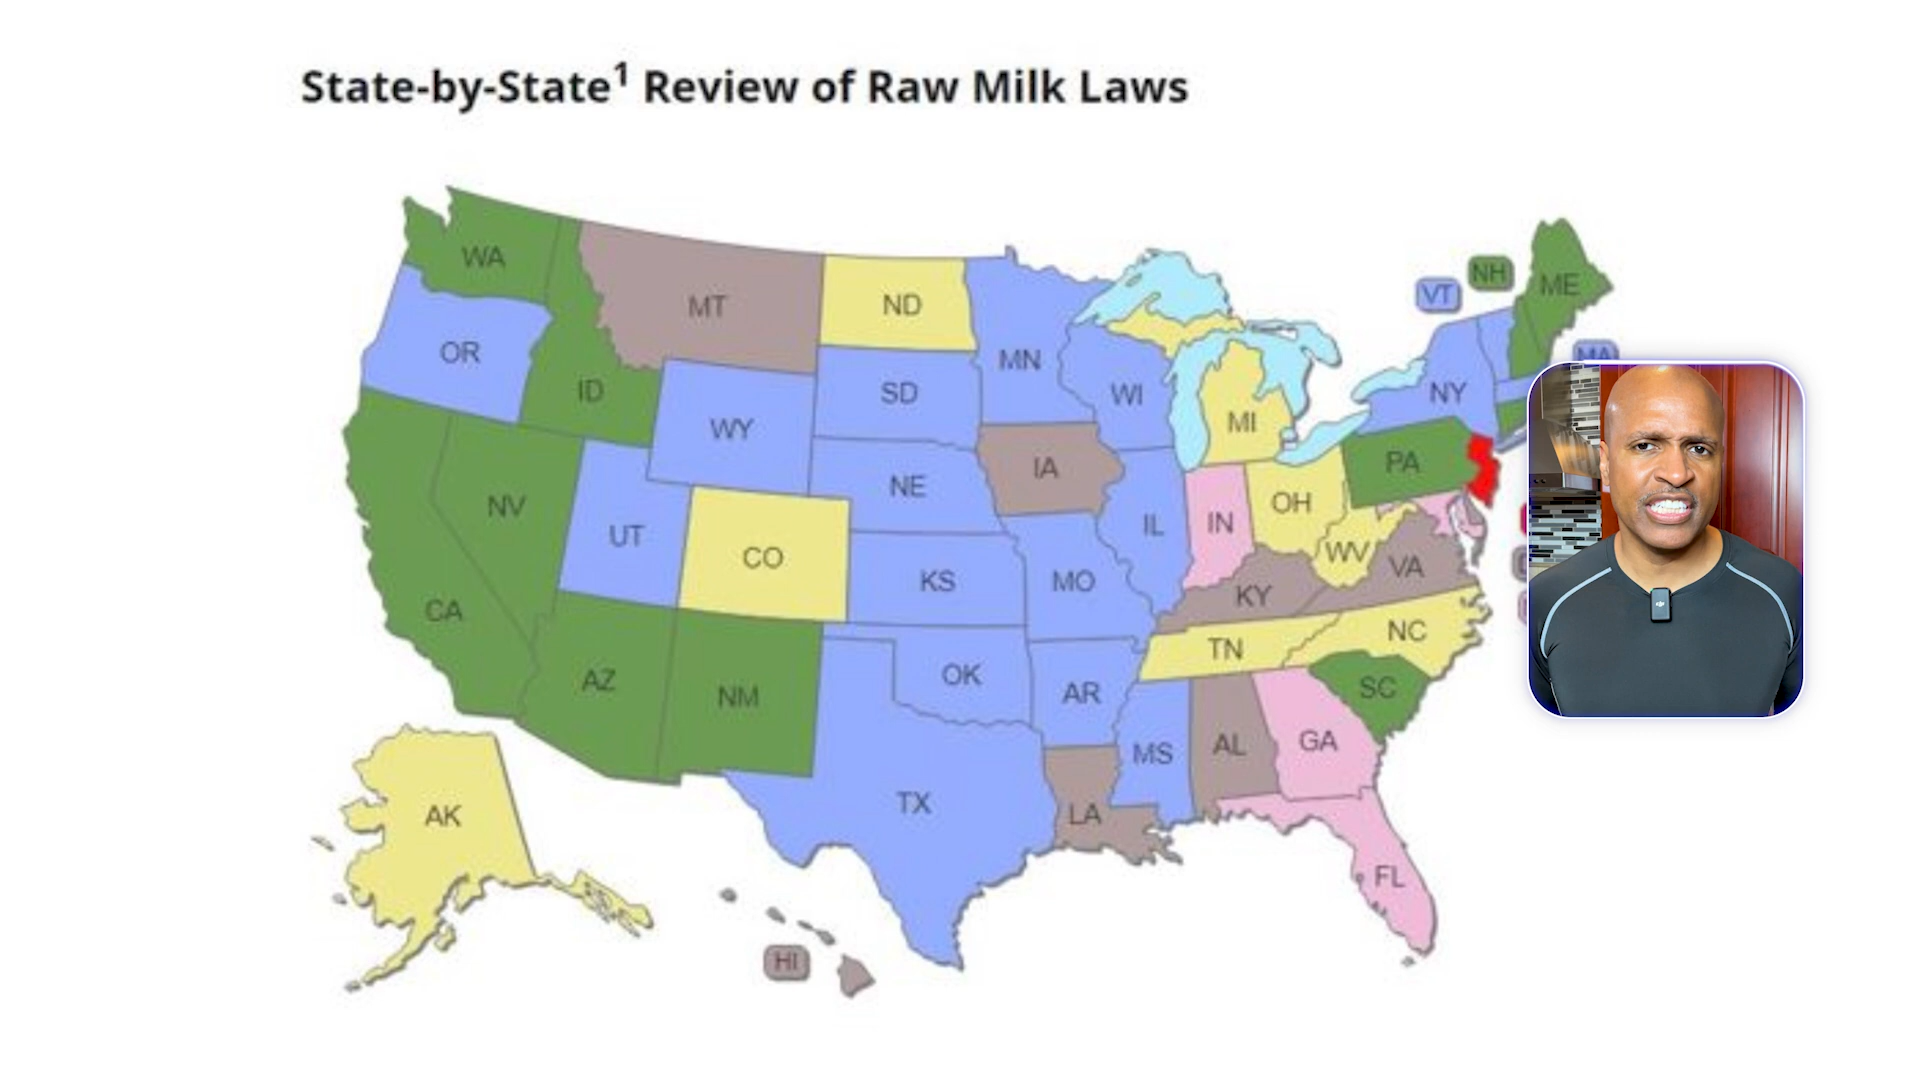 State-by-State¹ Review of Raw Milk Laws
WA
MT
ND
MN
VT
NH
ME
OR
ID
SD
WI
MI
NY
MA
WY
IA
NE
PA
NV
UT
CO
IL
IN
OH
WV
VA
CA
KS
MO
KY
TN
NC
AZ
NM
OK
AR
SC
TX
MS
AL
GA
LA
AK
FL
HI